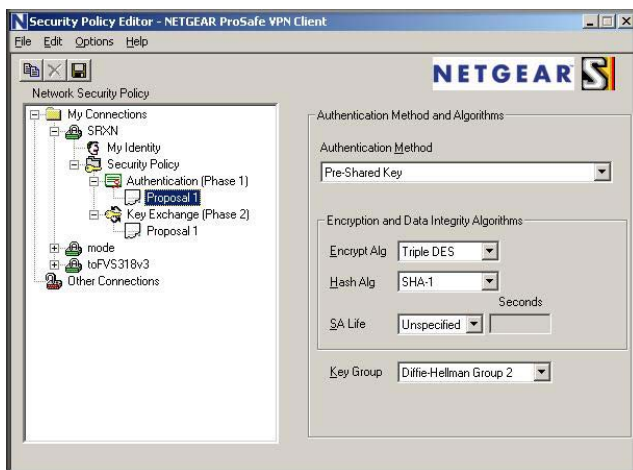 Security Policy Editor - NETGEAR ProSafe VPN Client
File Edit Options Help
NETGEAR
Network Security Policy
My Connections
SRXN
My Identity
Security Policy
Authentication (Phase 1)
Proposal 1
Key Exchange (Phase 2)
Proposal 1
mode
toFVS318v3
Other Connections
Authentication Method and Algorithms
Authentication Method
Pre-Shared Key
Encryption and Data Integrity Algorithms
Encrypt Alg Triple DES
Hash Alg SHA-1
Seconds
SA Life Unspecified
Key Group Diffie-Hellman Group 2